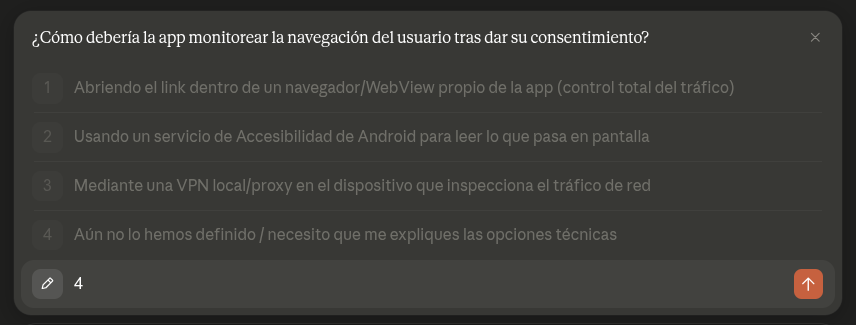 ¿Cómo debería la app monitorear la navegación del usuario tras dar su consentimiento?
1 Abriendo el link dentro de un navegador/WebView propio de la app (control total del tráfico)
2 Usando un servicio de Accesibilidad de Android para leer lo que pasa en pantalla
3 Mediante una VPN local/proxy en el dispositivo que inspecciona el tráfico de red
4 Aún no lo hemos definido / necesito que me expliques las opciones técnicas
4